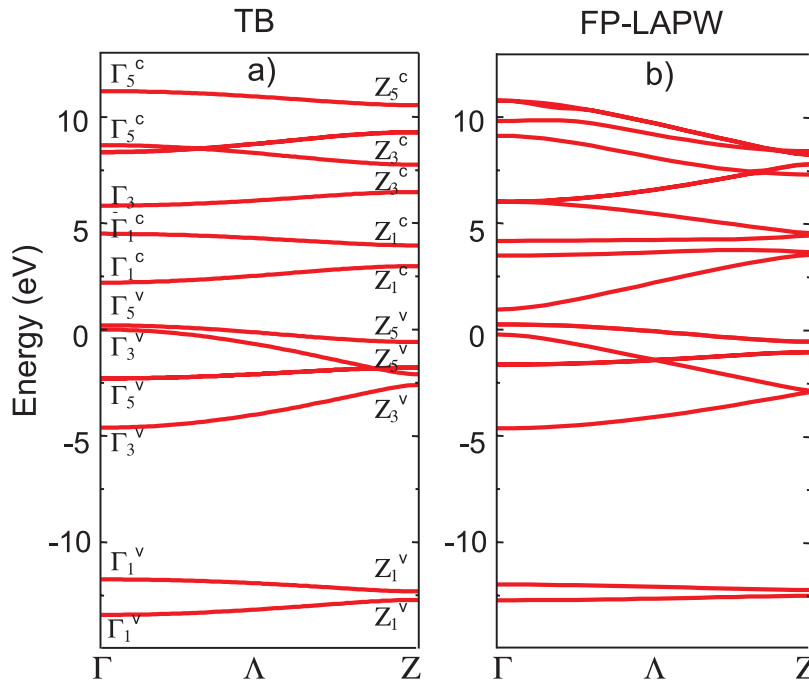 TB
FP-LAPW
a)
b)
Energy (eV)
10
5
0
-5
-10
Γ₅ᶜ
Γ₅ᶜ
Γ₃
Γ₁ᶜ
Γ₁ᶜ
Γ₅ᵛ
Γ₃ᵛ
Γ₅ᵛ
Γ₃ᵛ
Γ₁ᵛ
Γ₁ᵛ
Z₅ᶜ
Z₃ᶜ
Z₃ᶜ
Z₁ᶜ
Z₁ᶜ
Z₅ᵛ
Z₅ᵛ
Z₃ᵛ
Z₁ᵛ
Z₁ᵛ
Γ Λ Z
10
5
0
-5
-10
Γ Λ Z